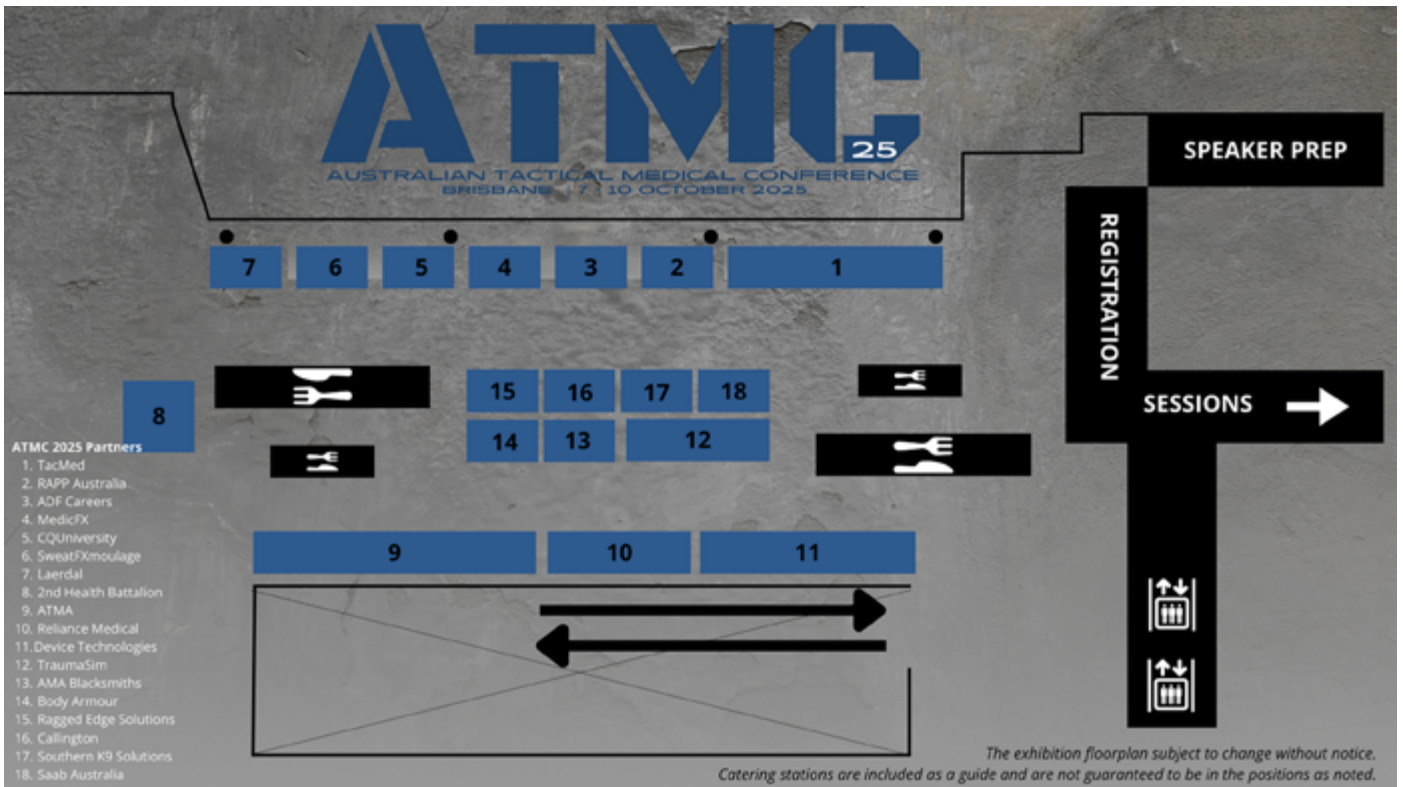 ATMC
25
AUSTRALIAN TACTICAL MEDICAL CONFERENCE
BRISBANE | 7 - 10 OCTOBER 2025
SPEAKER PREP
REGISTRATION
SESSIONS
7 6 5 4 3 2 1
8
15 16 17 18
14 13 12
9 10 11
ATMC 2025 Partners
1. TacMed
2. RAPP Australia
3. ADF Careers
4. MedicFX
5. CQUniversity
6. SweatFXmoulage
7. Laerdal
8. 2nd Health Battalion
9. ATMA
10. Reliance Medical
11. Device Technologies
12. TraumaSim
13. AMA Blacksmiths
14. Body Armour
15. Ragged Edge Solutions
16. Callington
17. Southern K9 Solutions
18. Saab Australia
The exhibition floorplan subject to change without notice.
Catering stations are included as a guide and are not guaranteed to be in the positions as noted.